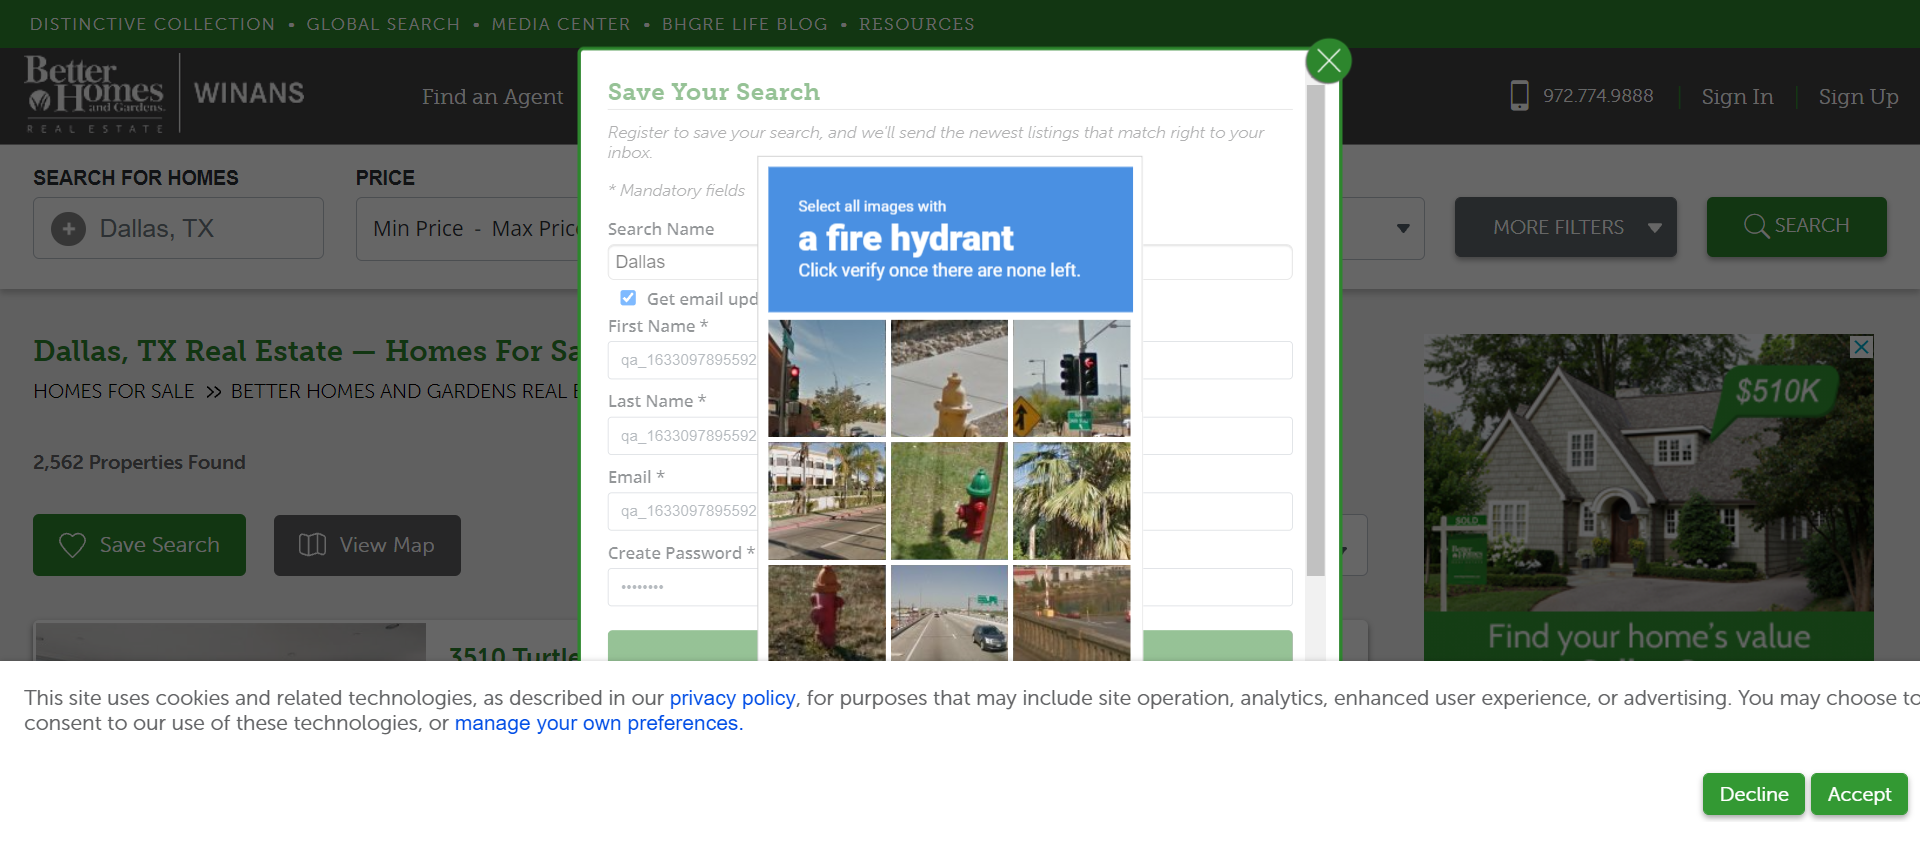 DISTINCTIVE COLLECTION • GLOBAL SEARCH • MEDIA CENTER • BHGRE LIFE BLOG • RESOURCES
Better
Homes
and Gardens
REAL ESTATE
WINANS
Find an Agent
972.774.9888
Sign In
Sign Up
SEARCH FOR HOMES
PRICE
Dallas, TX
Min Price - Max Pric
MORE FILTERS
SEARCH
Save Your Search
Register to save your search, and we'll send the newest listings that match right to your
inbox.
* Mandatory fields
Search Name
Dallas
Get email upd
First Name *
qa_1633097895592
Last Name *
qa_1633097895592
Email *
qa_1633097895592
Create Password *
••••••••
Select all images with
a fire hydrant
Click verify once there are none left.
Dallas, TX Real Estate — Homes For Sa
HOMES FOR SALE » BETTER HOMES AND GARDENS REAL E
2,562 Properties Found
Save Search
View Map
3510 Turtle
$510K
SOLD
Find your home's value
This site uses cookies and related technologies, as described in our privacy policy, for purposes that may include site operation, analytics, enhanced user experience, or advertising. You may choose to
consent to our use of these technologies, or manage your own preferences.
Decline
Accept